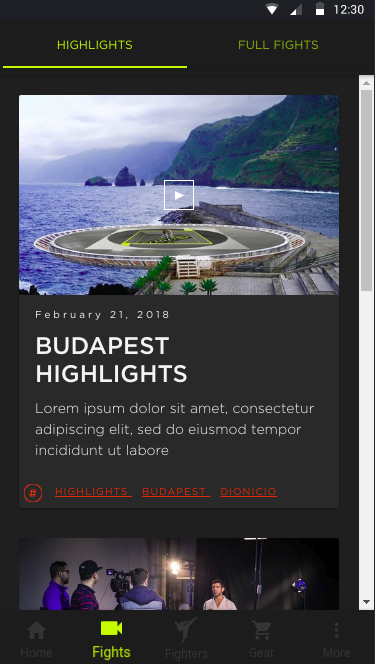 12:30
HIGHLIGHTS FULL FIGHTS
February 21, 2018
BUDAPEST
HIGHLIGHTS
Lorem ipsum dolor sit amet, consectetur
adipiscing elit, sed do eiusmod tempor
incididunt ut labore
# HIGHLIGHTS BUDAPEST DIONICIO
Home Fights Fighters Gear More